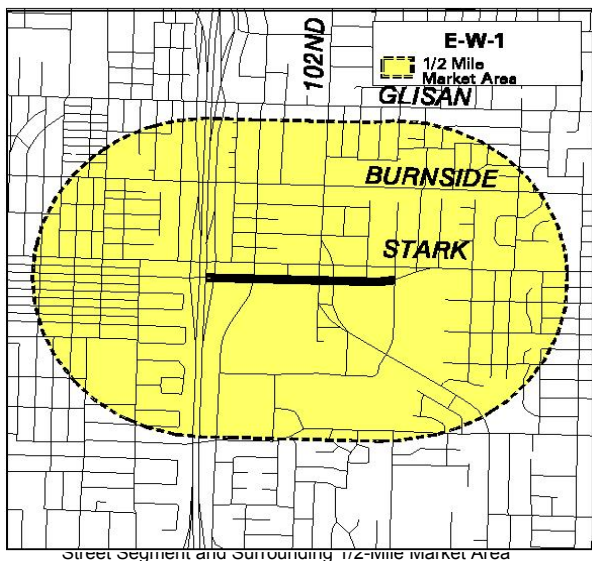 102ND
E-W-1
1/2 Mile
Market Area
GLISAN
BURNSIDE
STARK
Street Segment and Surrounding 1/2-Mile Market Area